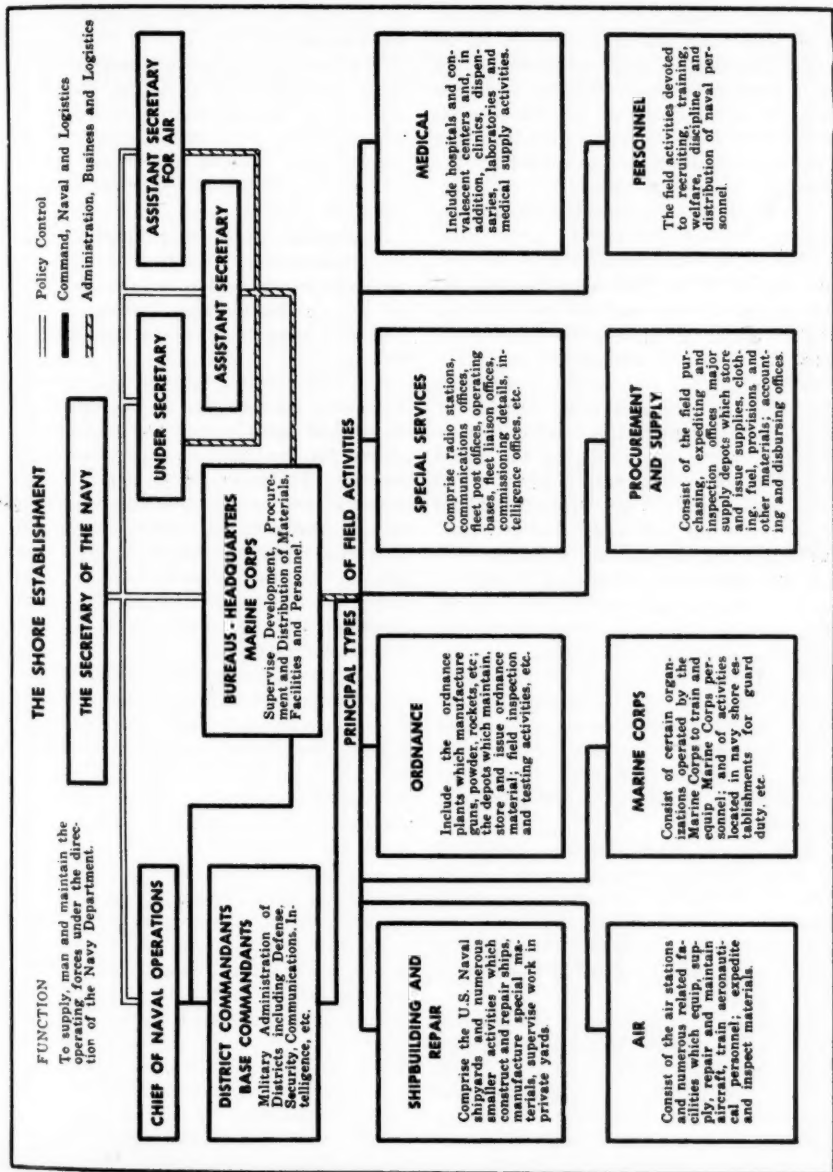 THE SHORE ESTABLISHMENT
FUNCTION
To supply, man and maintain the
operating forces under the direc-
tion of the Navy Department.
THE SECRETARY OF THE NAVY
Policy Control
Command, Naval and Logistics
Administration, Business and Logistics
CHIEF OF NAVAL OPERATIONS
UNDER SECRETARY
ASSISTANT SECRETARY
FOR AIR
ASSISTANT SECRETARY
DISTRICT COMMANDANTS
BASE COMMANDANTS
Military Administration of
Districts including Defense,
Security, Communications, In-
telligence, etc.
BUREAUS - HEADQUARTERS
MARINE CORPS
Supervise Development, Procure-
ment and Distribution of Materials,
Facilities and Personnel.
PRINCIPAL TYPES OF FIELD ACTIVITIES
SHIPBUILDING AND
REPAIR
Comprise the U.S. Naval
shipyards and numerous
smaller activities which
construct and repair ships,
manufacture special ma-
terials, supervise work in
private yards.
ORDNANCE
Include the ordnance
plants which manufacture
guns, powder, rockets, etc;
the depots which maintain,
store and issue ordnance
material; field inspection
and testing activities, etc.
SPECIAL SERVICES
Comprise radio stations,
communications offices,
fleet post offices, operating
bases, fleet liaison offices,
commissioning details, in-
telligence offices, etc.
MEDICAL
Include hospitals and con-
valescent centers and, in
addition, clinics, dispen-
saries, laboratories and
medical supply activities.
AIR
Consist of the air stations
and numerous related fa-
cilities which equip, sup-
ply, repair and maintain
aircraft, train aeronauti-
cal personnel; expedite
and inspect materials.
MARINE CORPS
Consist of certain organ-
izations operated by the
Marine Corps to train and
equip Marine Corps per-
sonnel; and of activities
located in navy shore es-
tablishments for guard
duty. etc.
PROCUREMENT
AND SUPPLY
Consist of the field pur-
chasing, expediting and
inspection offices major
supply depots which store
and issue supplies, cloth-
ing, fuel, provisions and
other materials; account-
ing and disbursing offices.
PERSONNEL
The field activities devoted
to recruiting, training,
welfare, discipline and
distribution of naval per-
sonnel.